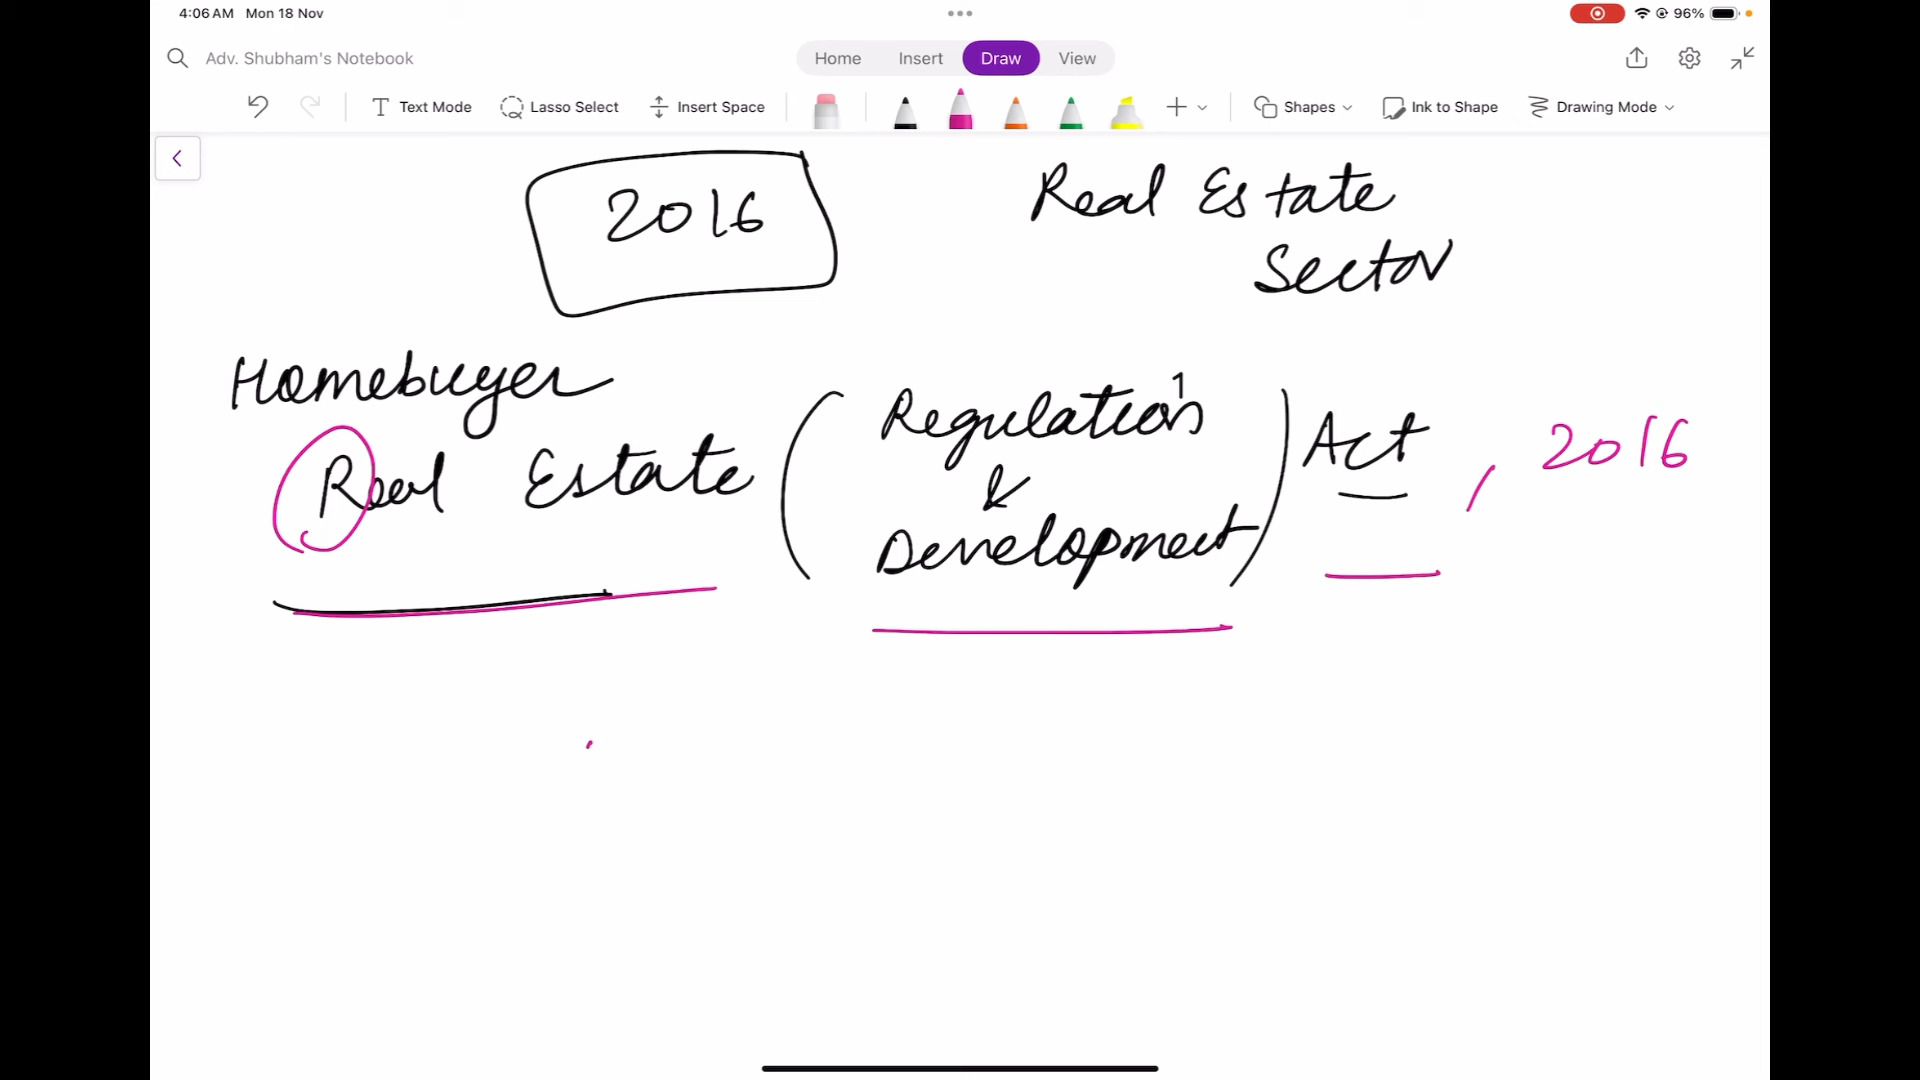 4:06 AM Mon 18 Nov
96%
Adv. Shubham's Notebook
Home Insert Draw View
Text Mode Lasso Select Insert Space Shapes Ink to Shape Drawing Mode
2016
Real Estate
Sector
Homebuyer
Real Estate (Regulation
&
Development) Act, 2016